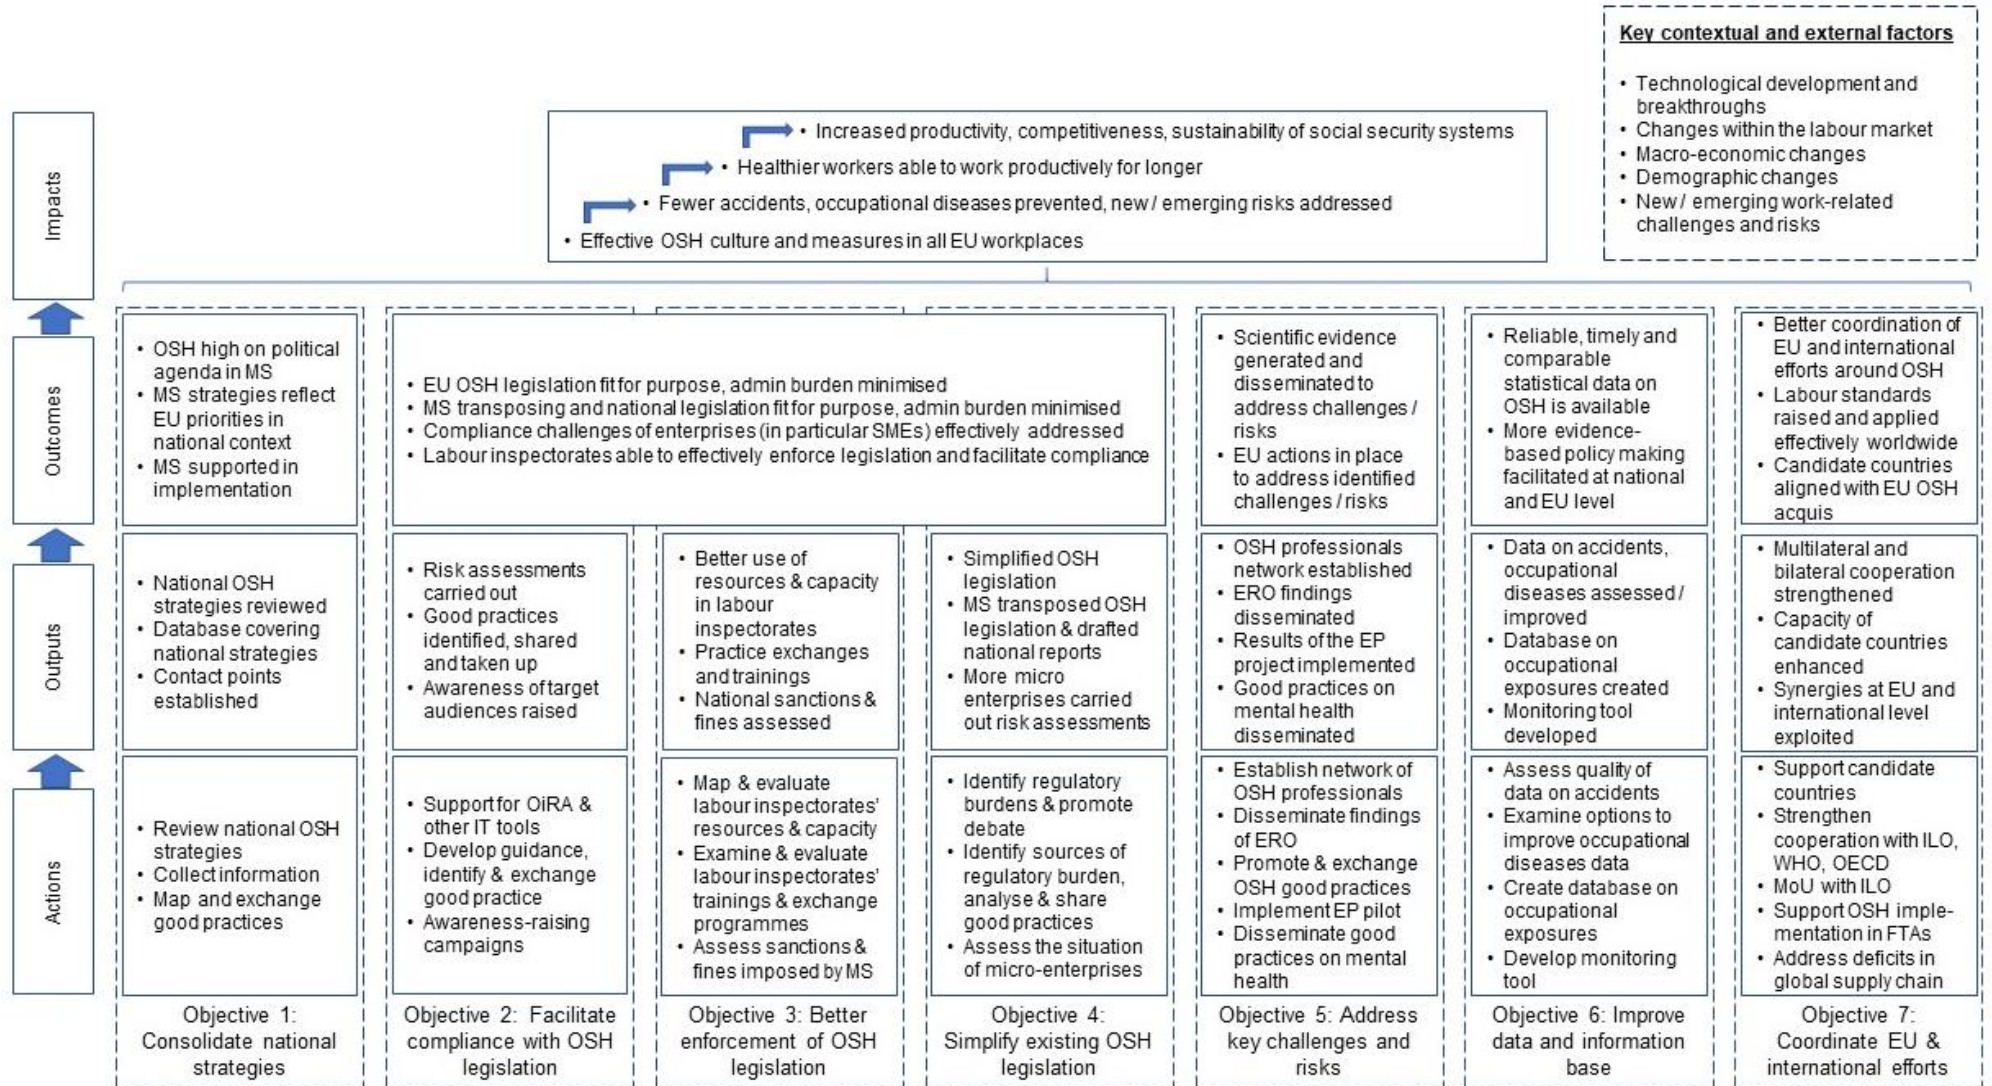 Key contextual and external factors
• Technological development and
breakthroughs
• Changes within the labour market
• Macro-economic changes
• Demographic changes
• New / emerging work-related
challenges and risks
Impacts
• Increased productivity, competitiveness, sustainability of social security systems
• Healthier workers able to work productively for longer
• Fewer accidents, occupational diseases prevented, new / emerging risks addressed
• Effective OSH culture and measures in all EU workplaces
Outcomes
• OSH high on political
agenda in MS
• MS strategies reflect
EU priorities in
national context
• MS supported in
implementation
• EU OSH legislation fit for purpose, admin burden minimised
• MS transposing and national legislation fit for purpose, admin burden minimised
• Compliance challenges of enterprises (in particular SMEs) effectively addressed
• Labour inspectorates able to effectively enforce legislation and facilitate compliance
• Scientific evidence
generated and
disseminated to
address challenges /
risks
• EU actions in place
to address identified
challenges / risks
• Reliable, timely and
comparable
statistical data on
OSH is available
• More evidence-
based policy making
facilitated at national
and EU level
• Better coordination of
EU and international
efforts around OSH
• Labour standards
raised and applied
effectively worldwide
• Candidate countries
aligned with EU OSH
acquis
Outputs
• National OSH
strategies reviewed
• Database covering
national strategies
• Contact points
established
• Risk assessments
carried out
• Good practices
identified, shared
and taken up
• Awareness of target
audiences raised
• Better use of
resources & capacity
in labour
inspectorates
• Practice exchanges
and trainings
• National sanctions &
fines assessed
• Simplified OSH
legislation
• MS transposed OSH
legislation & drafted
national reports
• More micro
enterprises carried
out risk assessments
• OSH professionals
network established
• ERO findings
disseminated
• Results of the EP
project implemented
• Good practices on
mental health
disseminated
• Data on accidents,
occupational
diseases assessed /
improved
• Database on
occupational
exposures created
• Monitoring tool
developed
• Multilateral and
bilateral cooperation
strengthened
• Capacity of
candidate countries
enhanced
• Synergies at EU and
international level
exploited
Actions
• Review national OSH
strategies
• Collect information
• Map and exchange
good practices
• Support for OiRA &
other IT tools
• Develop guidance,
identify & exchange
good practice
• Awareness-raising
campaigns
• Map & evaluate
labour inspectorates'
resources & capacity
• Examine & evaluate
labour inspectorates'
trainings & exchange
programmes
• Assess sanctions &
fines imposed by MS
• Identify regulatory
burdens & promote
debate
• Identify sources of
regulatory burden,
analyse & share
good practices
• Assess the situation
of micro-enterprises
• Establish network of
OSH professionals
• Disseminate findings
of ERO
• Promote & exchange
OSH good practices
• Implement EP pilot
• Disseminate good
practices on mental
health
• Assess quality of
data on accidents
• Examine options to
improve occupational
diseases data
• Create database on
occupational
exposures
• Develop monitoring
tool
• Support candidate
countries
• Strengthen
cooperation with ILO,
WHO, OECD
• MoU with ILO
• Support OSH imple-
mentation in FTAs
• Address deficits in
global supply chain
Objective 1:
Consolidate national
strategies
Objective 2: Facilitate
compliance with OSH
legislation
Objective 3: Better
enforcement of OSH
legislation
Objective 4:
Simplify existing OSH
legislation
Objective 5: Address
key challenges and
risks
Objective 6: Improve
data and information
base
Objective 7:
Coordinate EU &
international efforts